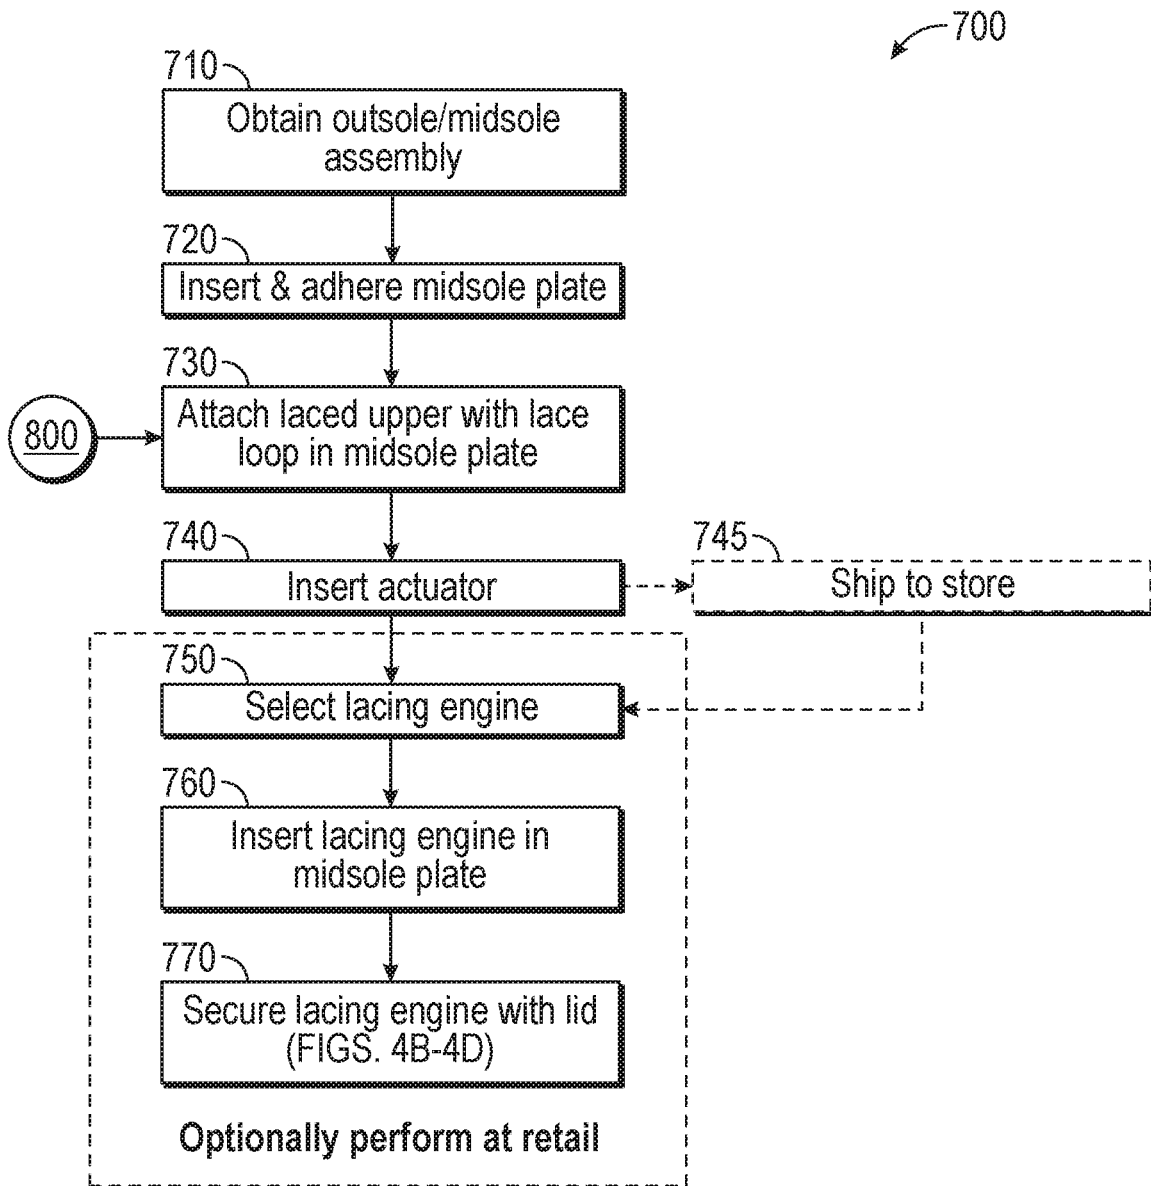 700
710
Obtain outsole/midsole
assembly
720
Insert & adhere midsole plate
730
800
Attach laced upper with lace
loop in midsole plate
740
Insert actuator
745
Ship to store
750
Select lacing engine
760
Insert lacing engine in
midsole plate
770
Secure lacing engine with lid
(FIGS. 4B-4D)
Optionally perform at retail